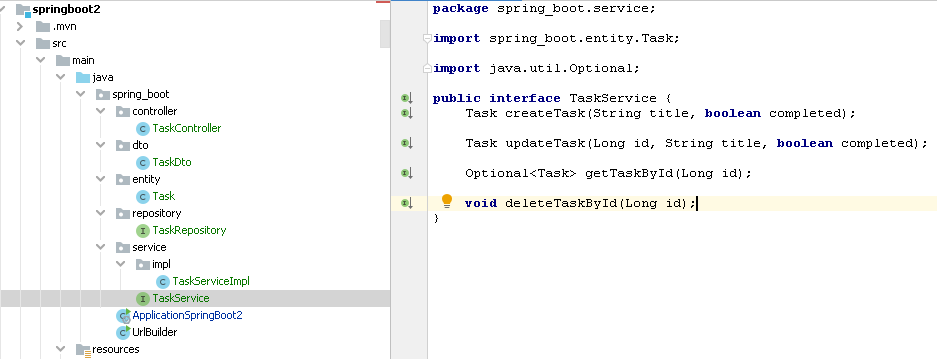 springboot2
.mvn
src
main
java
spring_boot
controller
TaskController
dto
TaskDto
entity
Task
repository
TaskRepository
service
impl
TaskServiceImpl
TaskService
ApplicationSpringBoot2
UrlBuilder
resources
package spring_boot.service;
import spring_boot.entity.Task;
import java.util.Optional;
public interface TaskService {
Task createTask(String title, boolean completed);
Task updateTask(Long id, String title, boolean completed);
Optional<Task> getTaskById(Long id);
void deleteTaskById(Long id);
}